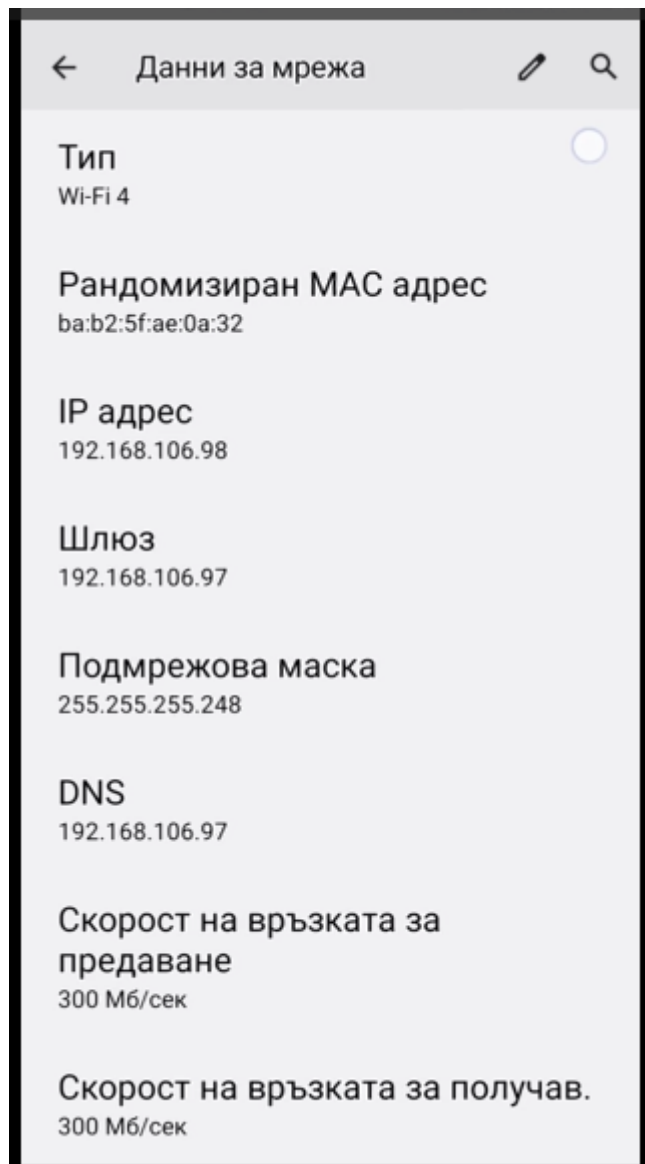 Данни за мрежа
Тип
Wi-Fi 4
Рандомизиран MAC адрес
ba:b2:5f:ae:0a:32
IP адрес
192.168.106.98
Шлюз
192.168.106.97
Подмрежова маска
255.255.255.248
DNS
192.168.106.97
Скорост на връзката за
предаване
300 Мб/сек
Скорост на връзката за получав.
300 Мб/сек